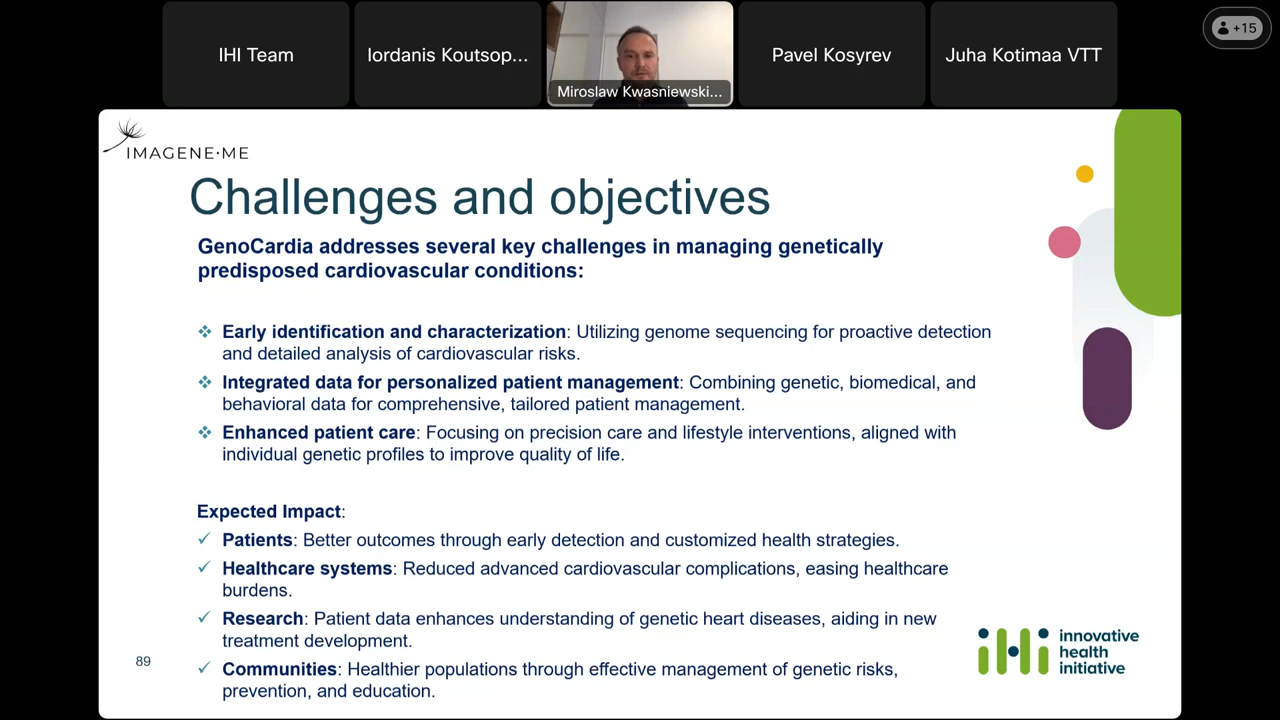 IHI Team
Iordanis Koutsop...
Miroslaw Kwasniewski...
Pavel Kosyrev
Juha Kotimaa VTT
+15
IMAGENE·ME
Challenges and objectives
GenoCardia addresses several key challenges in managing genetically
predisposed cardiovascular conditions:
❖ Early identification and characterization: Utilizing genome sequencing for proactive detection
and detailed analysis of cardiovascular risks.
❖ Integrated data for personalized patient management: Combining genetic, biomedical, and
behavioral data for comprehensive, tailored patient management.
❖ Enhanced patient care: Focusing on precision care and lifestyle interventions, aligned with
individual genetic profiles to improve quality of life.
Expected Impact:
✓ Patients: Better outcomes through early detection and customized health strategies.
✓ Healthcare systems: Reduced advanced cardiovascular complications, easing healthcare
burdens.
✓ Research: Patient data enhances understanding of genetic heart diseases, aiding in new
treatment development.
✓ Communities: Healthier populations through effective management of genetic risks,
prevention, and education.
89
iHi
innovative
health
initiative